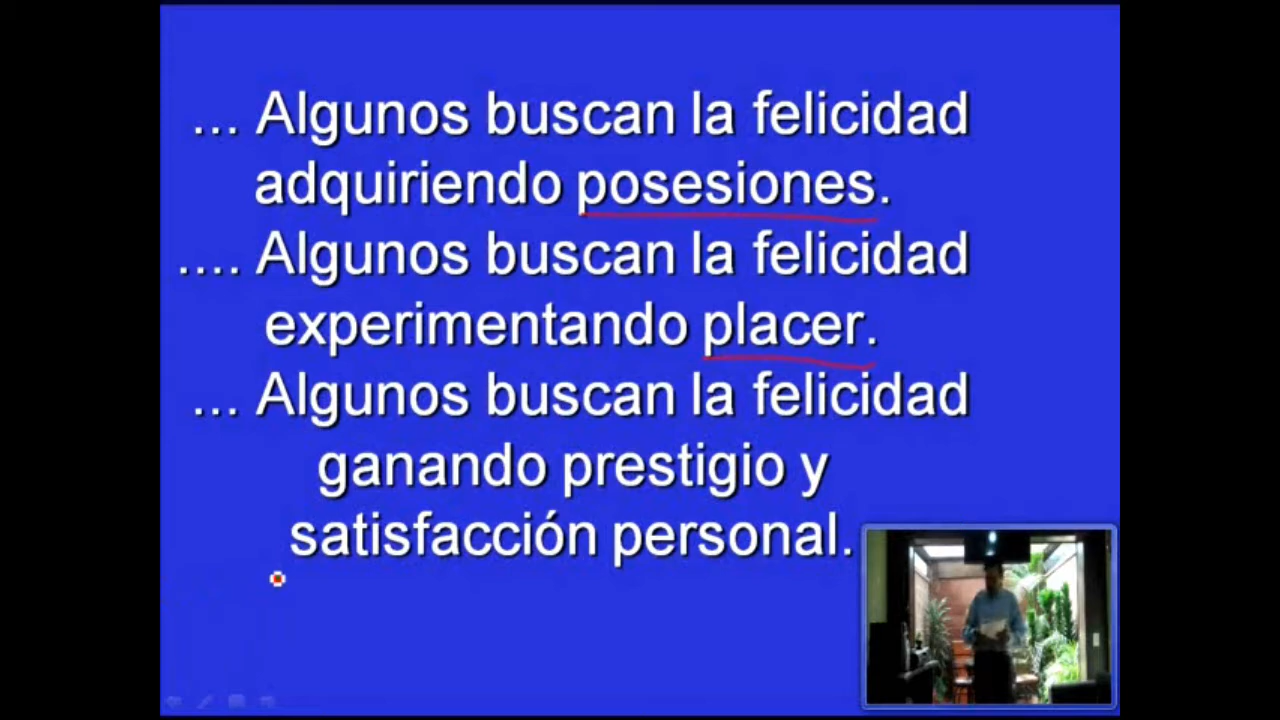 ... Algunos buscan la felicidad
adquiriendo posesiones.
.... Algunos buscan la felicidad
experimentando placer.
... Algunos buscan la felicidad
ganando prestigio y
satisfacción personal.